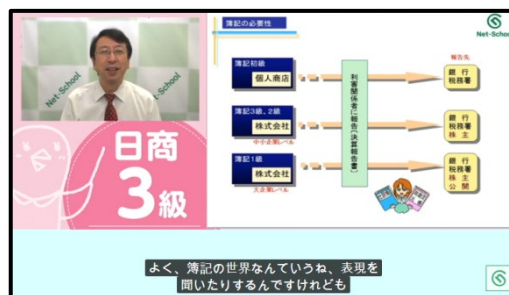 簿記の必要性
Net-School
報告先
簿記初級
個人商店
銀行
税務署
簿記3級、2級
株式会社
中小企業レベル
利害関係者に報告(決算報告書)
銀行
税務署
株主
簿記1級
株式会社
大企業レベル
銀行
税務署
株主
公開
Net-School
Net-School
日商
3級
よく、簿記の世界なんていうね、表現を
聞いたりするんですけれども